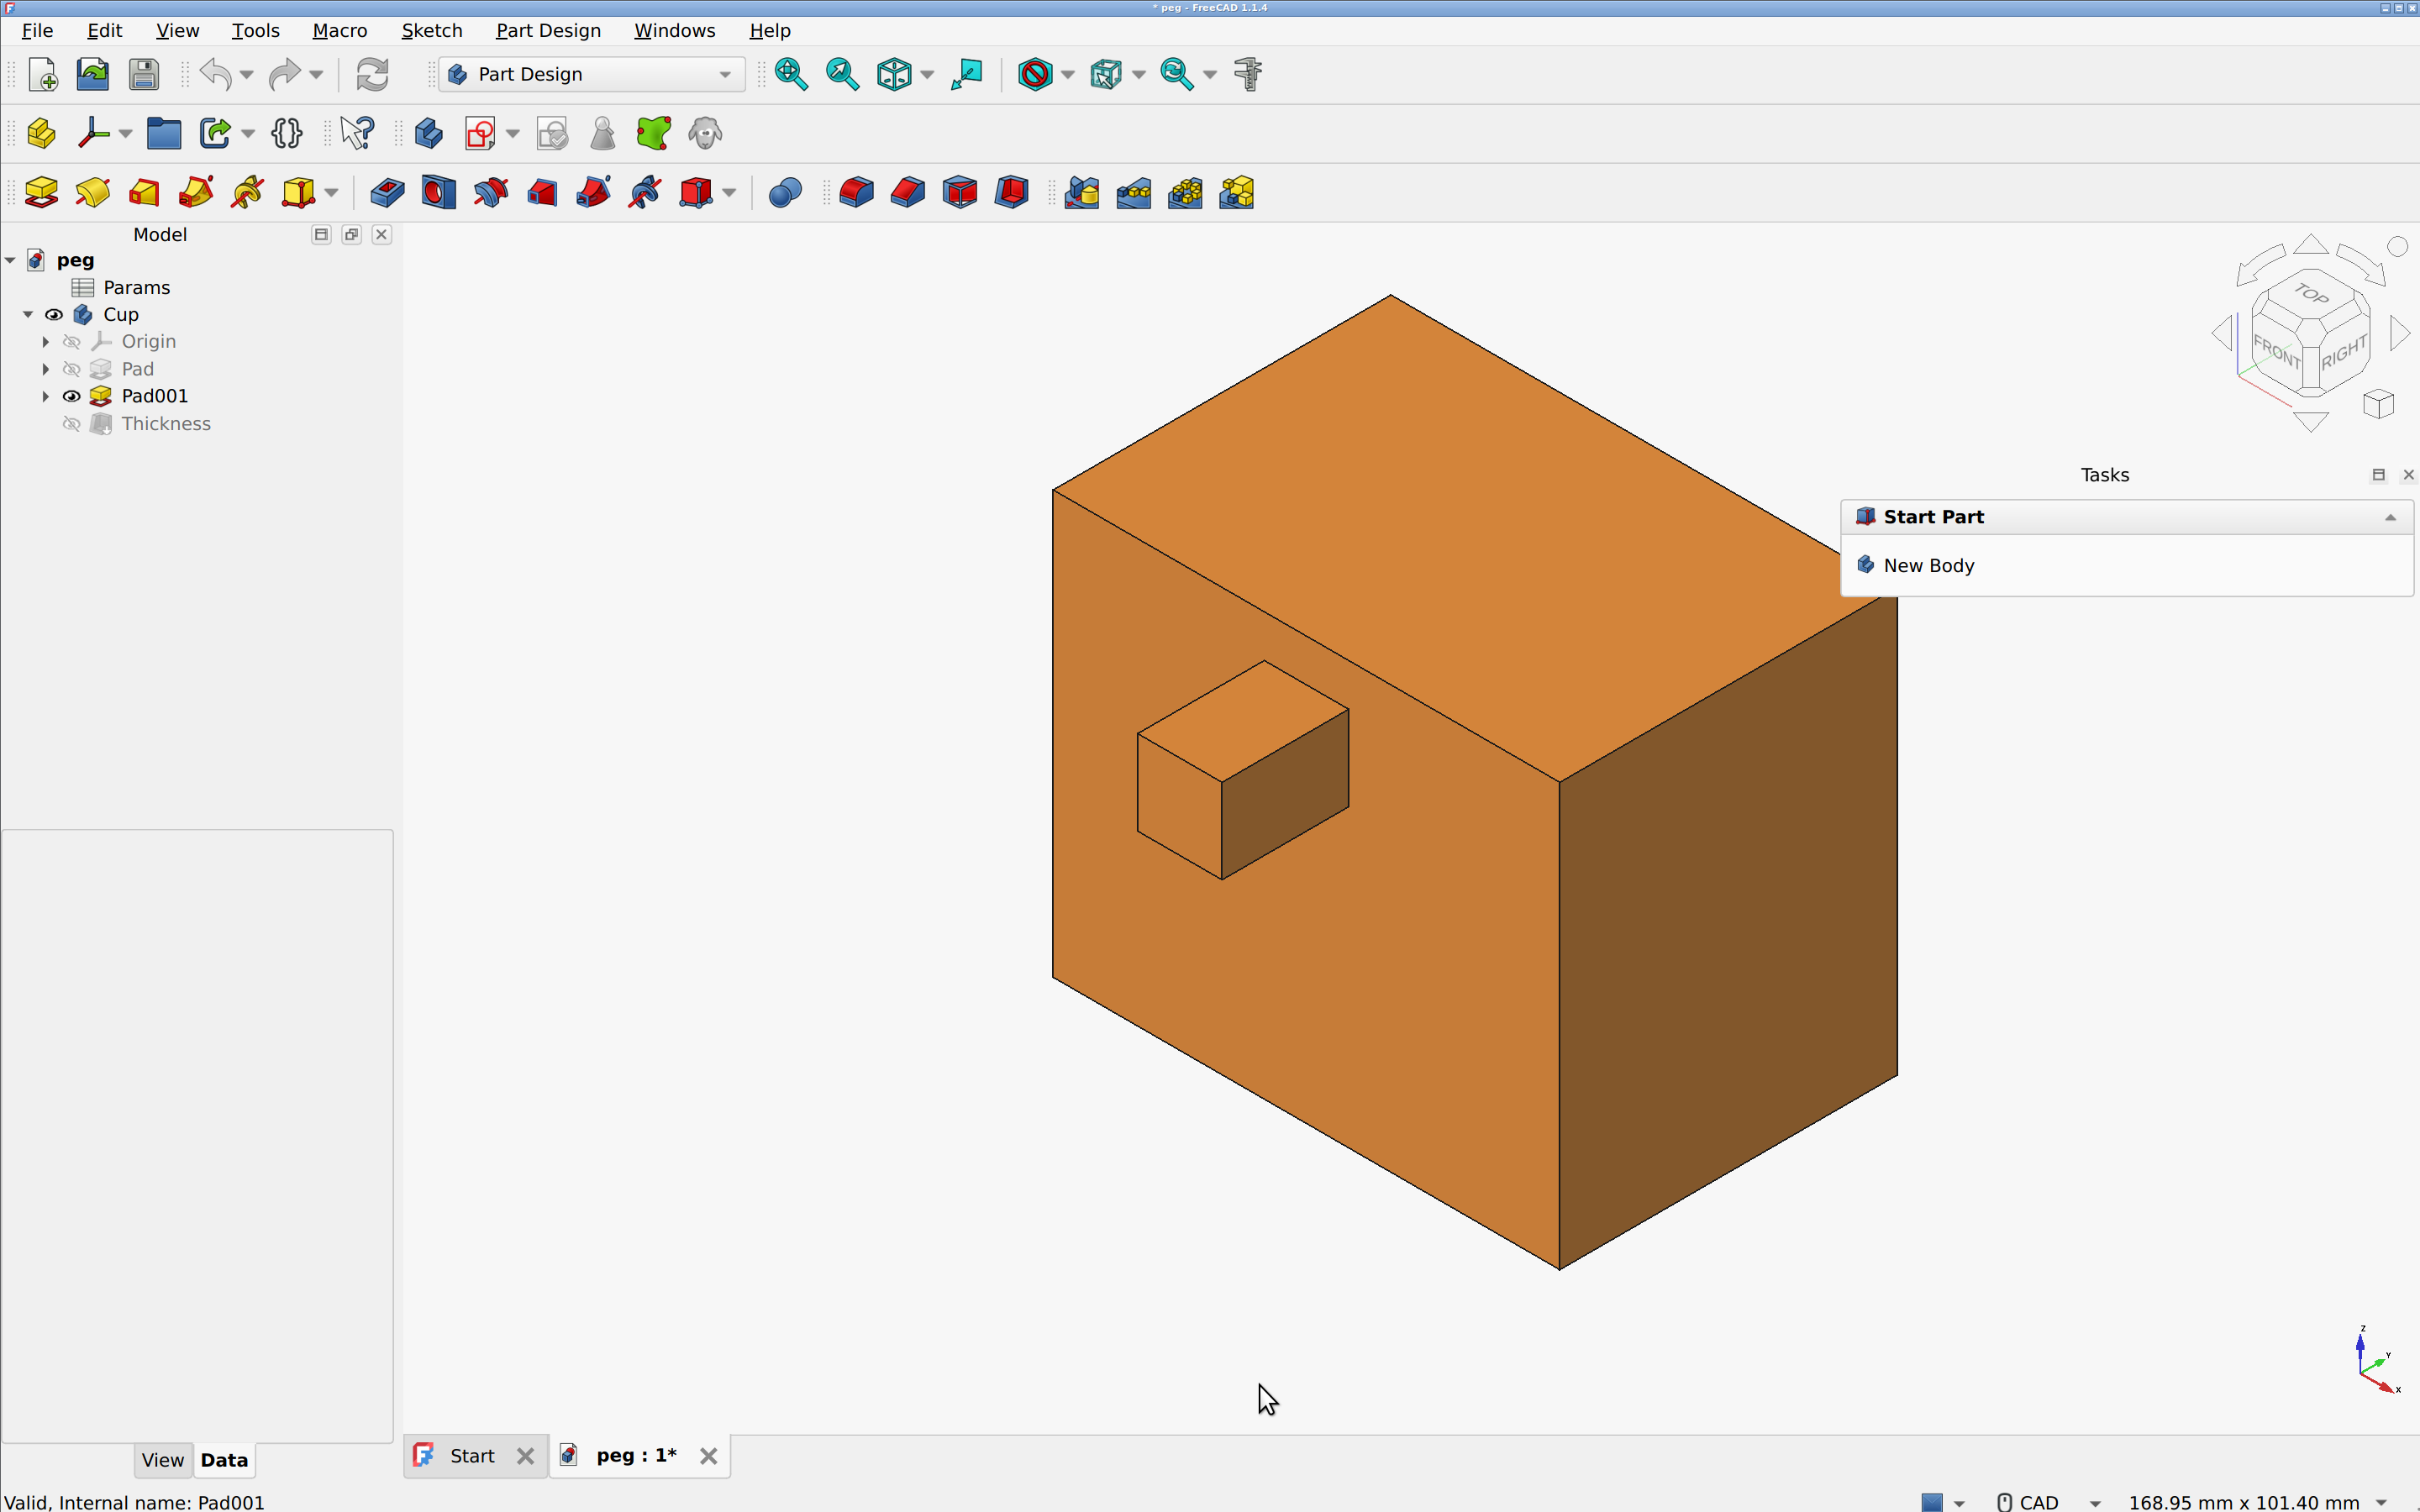 * peg - FreeCAD 1.1.4
File Edit View Tools Macro Sketch Part Design Windows Help
Part Design
Model
peg
Params
Cup
Origin
Pad
Pad001
Thickness
TOP
FRONT
RIGHT
Tasks
Start Part
New Body
Z
Y
X
View Data
Start
peg : 1*
Valid, Internal name: Pad001
CAD
168.95 mm x 101.40 mm